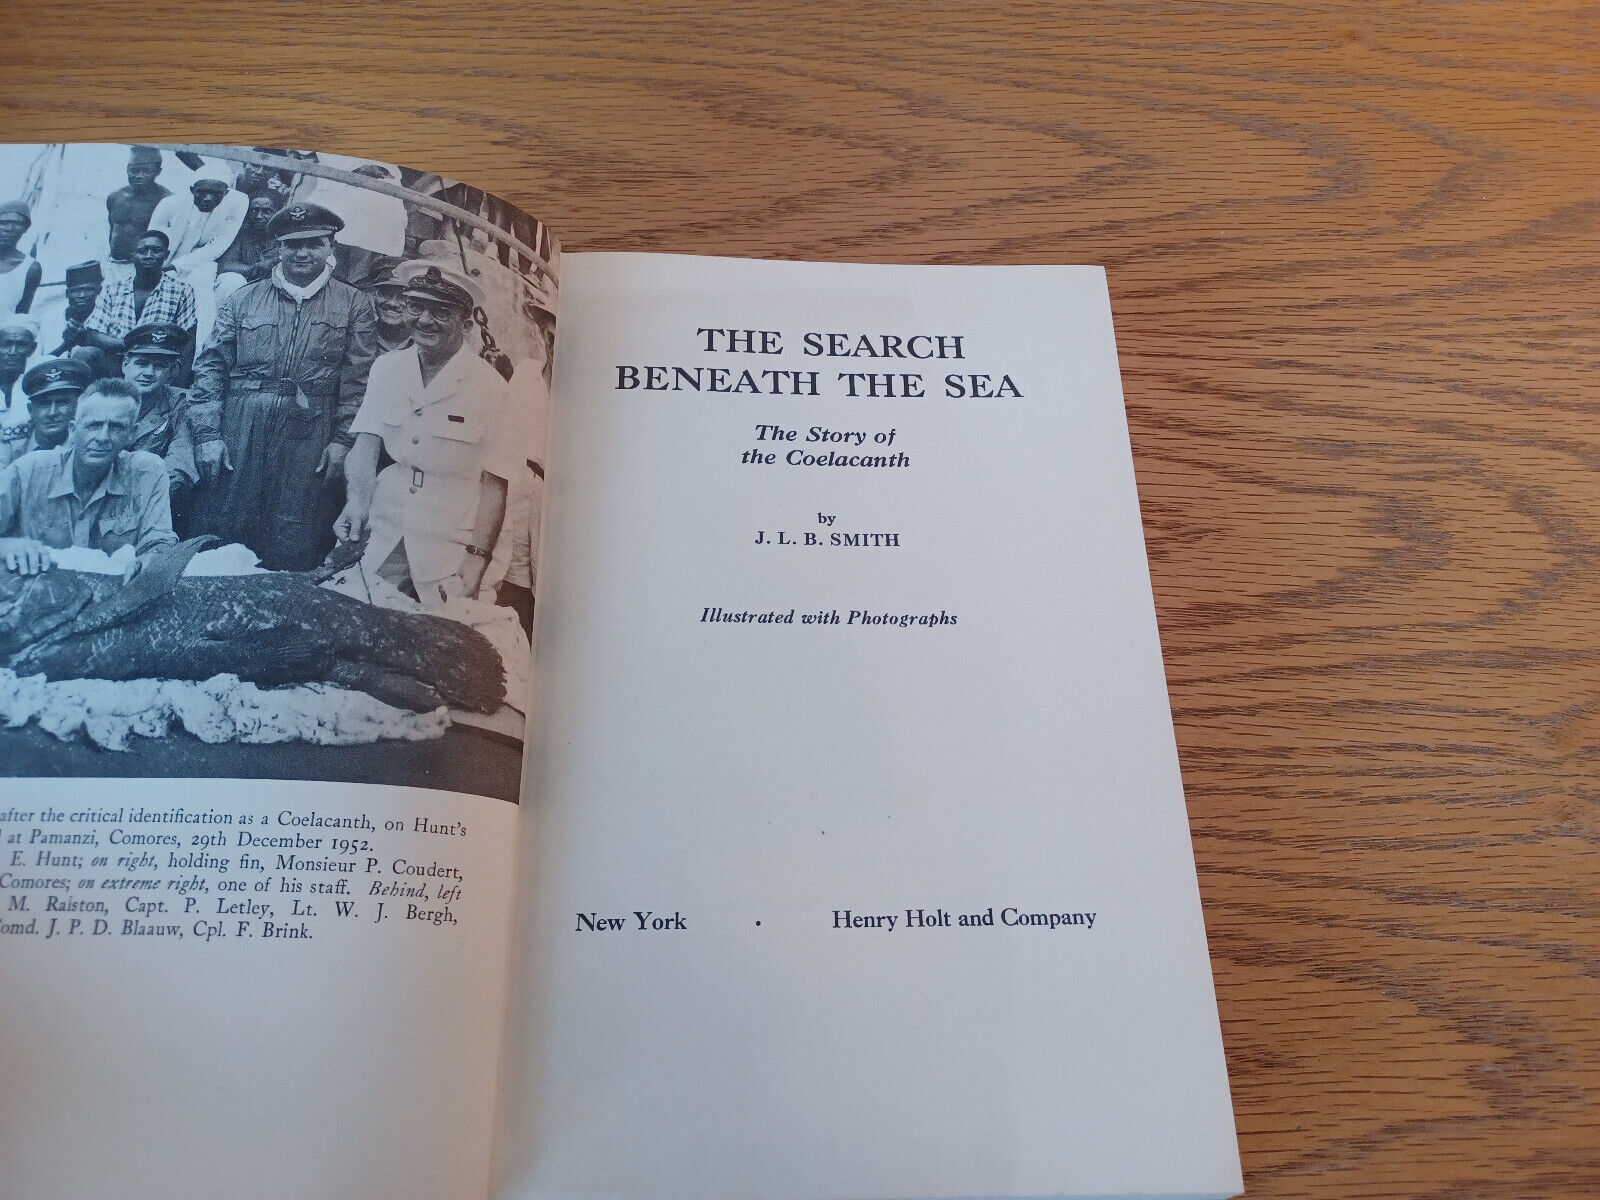 after the critical identification as a Coelacanth, on Hunt's
at Pamanzi, Comores, 29th December 1952.
E. Hunt; on right, holding fin, Monsieur P. Coudert,
Comores; on extreme right, one of his staff. Behind, left
M. Ralston, Capt. P. Letley, Lt. W. J. Bergh,
Comd. J. P. D. Blaauw, Cpl. F. Brink.
THE SEARCH
BENEATH THE SEA
The Story of
the Coelacanth
by
J. L. B. SMITH
Illustrated with Photographs
New York · Henry Holt and Company